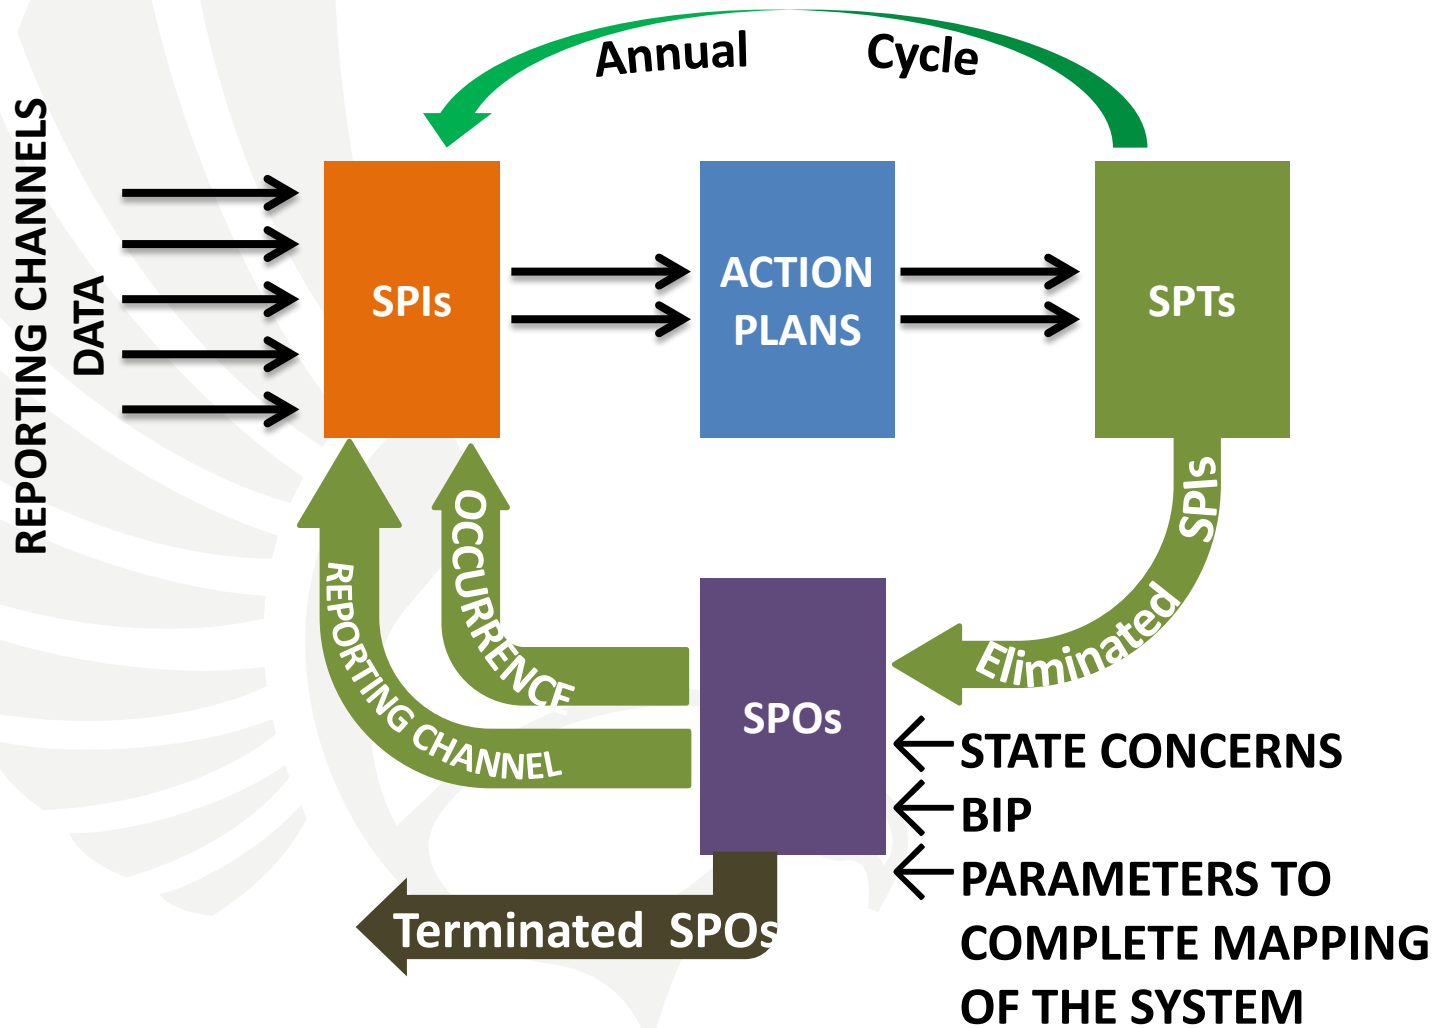 Annual Cycle
REPORTING CHANNELS
DATA
SPIs
ACTION
PLANS
SPTs
Eliminated SPIs
OCCURRENCE
REPORTING CHANNEL
SPOs
STATE CONCERNS
BIP
PARAMETERS TO
COMPLETE MAPPING
OF THE SYSTEM
Terminated SPOs